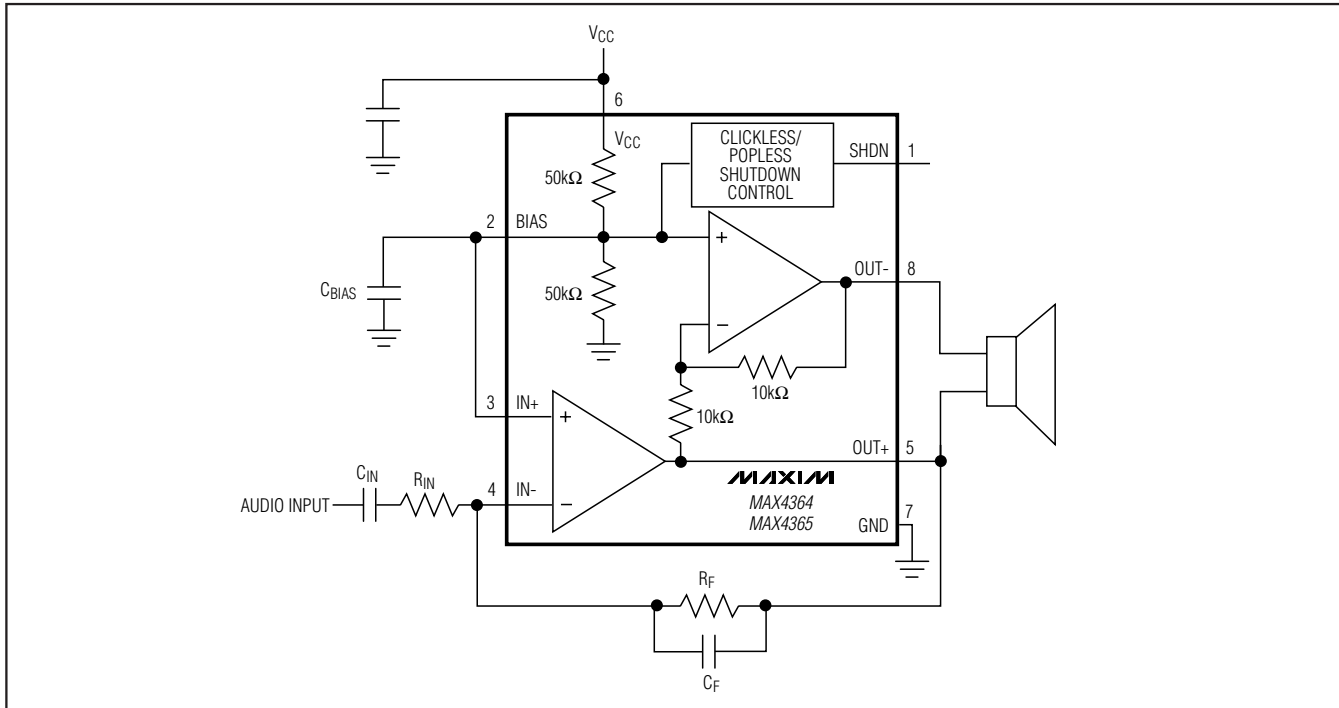 VCC
6
VCC
CLICKLESS/
POPLESS
SHUTDOWN
CONTROL
SHDN 1
50kΩ
2 BIAS
+
OUT- 8
CBIAS
50kΩ
−
10kΩ
10kΩ
3 IN+
+
OUT+ 5
MAXIM
CIN
RIN
4 IN-
AUDIO INPUT
−
MAX4364
MAX4365
7
GND
RF
CF